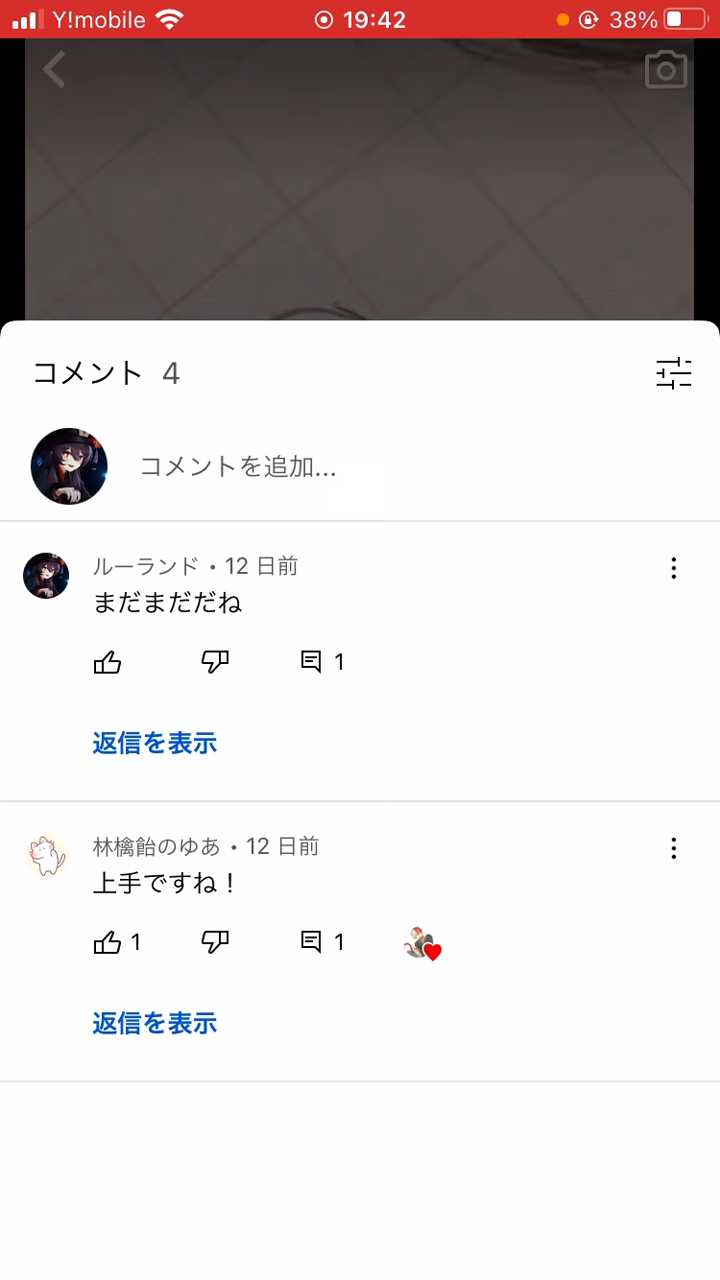 Y!mobile 19:42 38%
コメント 4
コメントを追加...
ルーランド・12 日前
まだまだだね
1
返信を表示
林檎飴のゆあ・12 日前
上手ですね！
1 1
返信を表示